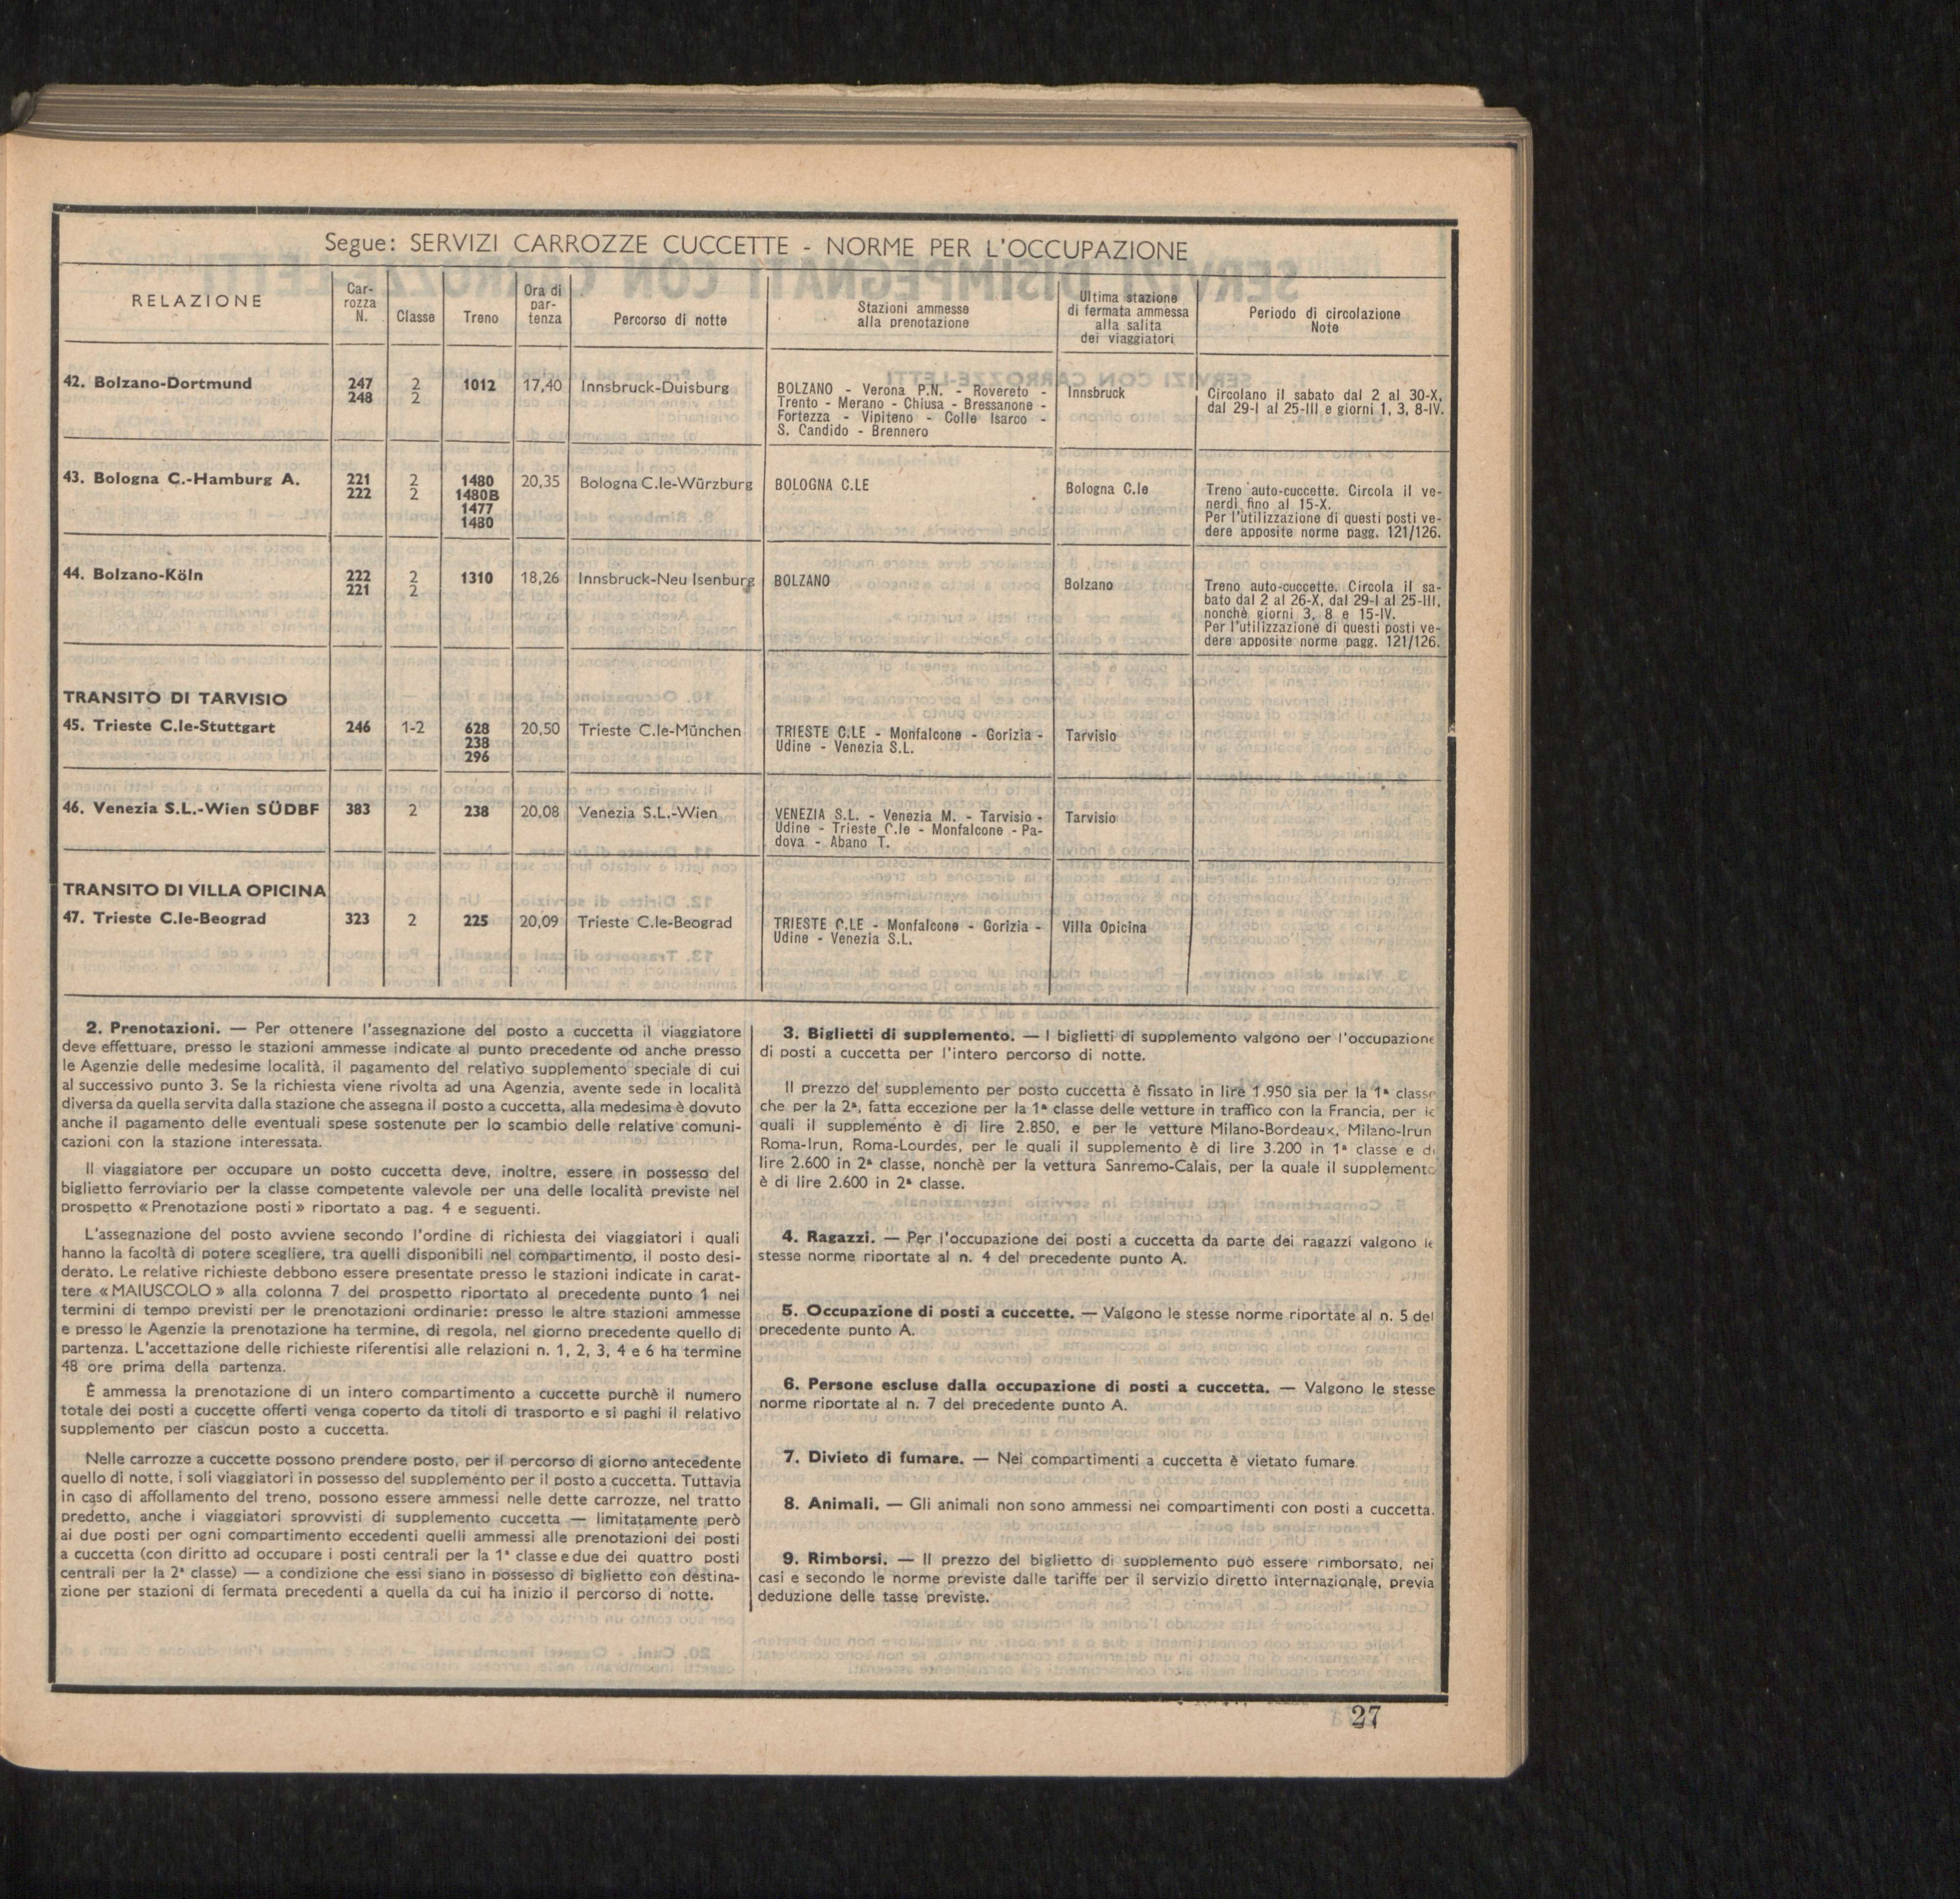 Segue: SERVIZI CARROZZE CUCCETTE - NORME PER L'OCCUPAZIONE
RELAZIONE
Car-
rozza
N.
Classe
Treno
Ora di
par-
tenza
Percorso di notte
Stazioni ammesse
alla prenotazione
Ultima stazione
di fermata ammessa
alla salita
dei viaggiatori
Periodo di circolazione
Note
42. Bolzano-Dortmund
247
248
2
2
1012
17,40
Innsbruck-Duisburg
BOLZANO - Verona P.N. - Rovereto -
Trento - Merano - Chiusa - Bressanone -
Fortezza - Vipiteno - Colle Isarco -
S. Candido - Brennero
Innsbruck
Circolano il sabato dal 2 al 30-X,
dal 29-I al 25-III e giorni 1, 3, 8-IV.
43. Bologna C.-Hamburg A.
221
222
2
2
1480
1480B
1477
1480
20,35
Bologna C.le-Würzburg
BOLOGNA C.LE
Bologna C.le
Treno auto-cuccette. Circola il ve-
nerdì fino al 15-X.
Per l'utilizzazione di questi posti ve-
dere apposite norme pagg. 121/126.
44. Bolzano-Köln
222
221
2
2
1310
18,26
Innsbruck-Neu Isenburg
BOLZANO
Bolzano
Treno auto-cuccette. Circola il sa-
bato dal 2 al 26-X, dal 29-I al 25-III,
nonchè giorni 3, 8 e 15-IV.
Per l'utilizzazione di questi posti ve-
dere apposite norme pagg. 121/126.
TRANSITO DI TARVISIO
45. Trieste C.le-Stuttgart
246
1-2
628
238
296
20,50
Trieste C.le-München
TRIESTE C.LE - Monfalcone - Gorizia -
Udine - Venezia S.L.
Tarvisio
46. Venezia S.L.-Wien SÜDBF
383
2
238
20,08
Venezia S.L.-Wien
VENEZIA S.L. - Venezia M. - Tarvisio -
Udine - Trieste C.le - Monfalcone - Pa-
dova - Abano T.
Tarvisio
TRANSITO DI VILLA OPICINA
47. Trieste C.le-Beograd
323
2
225
20,09
Trieste C.le-Beograd
TRIESTE C.LE - Monfalcone - Gorizia -
Udine - Venezia S.L.
Villa Opicina
2. Prenotazioni. — Per ottenere l'assegnazione del posto a cuccetta il viaggiatore
deve effettuare, presso le stazioni ammesse indicate al punto precedente od anche presso
le Agenzie delle medesime località, il pagamento del relativo supplemento speciale di cui
al successivo punto 3. Se la richiesta viene rivolta ad una Agenzia, avente sede in località
diversa da quella servita dalla stazione che assegna il posto a cuccetta, alla medesima è dovuto
anche il pagamento delle eventuali spese sostenute per lo scambio delle relative comuni-
cazioni con la stazione interessata.
Il viaggiatore per occupare un posto cuccetta deve, inoltre, essere in possesso del
biglietto ferroviario per la classe competente valevole per una delle località previste nel
prospetto « Prenotazione posti » riportato a pag. 4 e seguenti.
L'assegnazione del posto avviene secondo l'ordine di richiesta dei viaggiatori i quali
hanno la facoltà di potere scegliere, tra quelli disponibili nel compartimento, il posto desi-
derato. Le relative richieste debbono essere presentate presso le stazioni indicate in carat-
tere « MAIUSCOLO » alla colonna 7 del prospetto riportato al precedente punto 1 nei
termini di tempo previsti per le prenotazioni ordinarie: presso le altre stazioni ammesse
e presso le Agenzie la prenotazione ha termine, di regola, nel giorno precedente quello di
partenza. L'accettazione delle richieste riferentisi alle relazioni n. 1, 2, 3, 4 e 6 ha termine
48 ore prima della partenza.
È ammessa la prenotazione di un intero compartimento a cuccette purchè il numero
totale dei posti a cuccette offerti venga coperto da titoli di trasporto e si paghi il relativo
supplemento per ciascun posto a cuccetta.
Nelle carrozze a cuccette possono prendere posto, per il percorso di giorno antecedente
quello di notte, i soli viaggiatori in possesso del supplemento per il posto a cuccetta. Tuttavia
in caso di affollamento del treno, possono essere ammessi nelle dette carrozze, nel tratto
predetto, anche i viaggiatori sprovvisti di supplemento cuccetta — limitatamente però
ai due posti per ogni compartimento eccedenti quelli ammessi alle prenotazioni dei posti
a cuccetta (con diritto ad occupare i posti centrali per la 1ª classe e due dei quattro posti
centrali per la 2ª classe) — a condizione che essi siano in possesso di biglietto con destina-
zione per stazioni di fermata precedenti a quella da cui ha inizio il percorso di notte.
3. Biglietti di supplemento. — I biglietti di supplemento valgono per l'occupazione
di posti a cuccetta per l'intero percorso di notte.
Il prezzo del supplemento per posto cuccetta è fissato in lire 1.950 sia per la 1ª classe
che per la 2ª, fatta eccezione per la 1ª classe delle vetture in traffico con la Francia, per le
quali il supplemento è di lire 2.850, e per le vetture Milano-Bordeaux, Milano-Irun
Roma-Irun, Roma-Lourdes, per le quali il supplemento è di lire 3.200 in 1ª classe e di
lire 2.600 in 2ª classe, nonchè per la vettura Sanremo-Calais, per la quale il supplemento
è di lire 2.600 in 2ª classe.
4. Ragazzi. — Per l'occupazione dei posti a cuccetta da parte dei ragazzi valgono le
stesse norme riportate al n. 4 del precedente punto A.
5. Occupazione di posti a cuccette. — Valgono le stesse norme riportate al n. 5 del
precedente punto A.
6. Persone escluse dalla occupazione di posti a cuccetta. — Valgono le stesse
norme riportate al n. 7 del precedente punto A.
7. Divieto di fumare. — Nei compartimenti a cuccetta è vietato fumare.
8. Animali. — Gli animali non sono ammessi nei compartimenti con posti a cuccetta.
9. Rimborsi. — Il prezzo del biglietto di supplemento può essere rimborsato, nei
casi e secondo le norme previste dalle tariffe per il servizio diretto internazionale, previa
deduzione delle tasse previste.
27